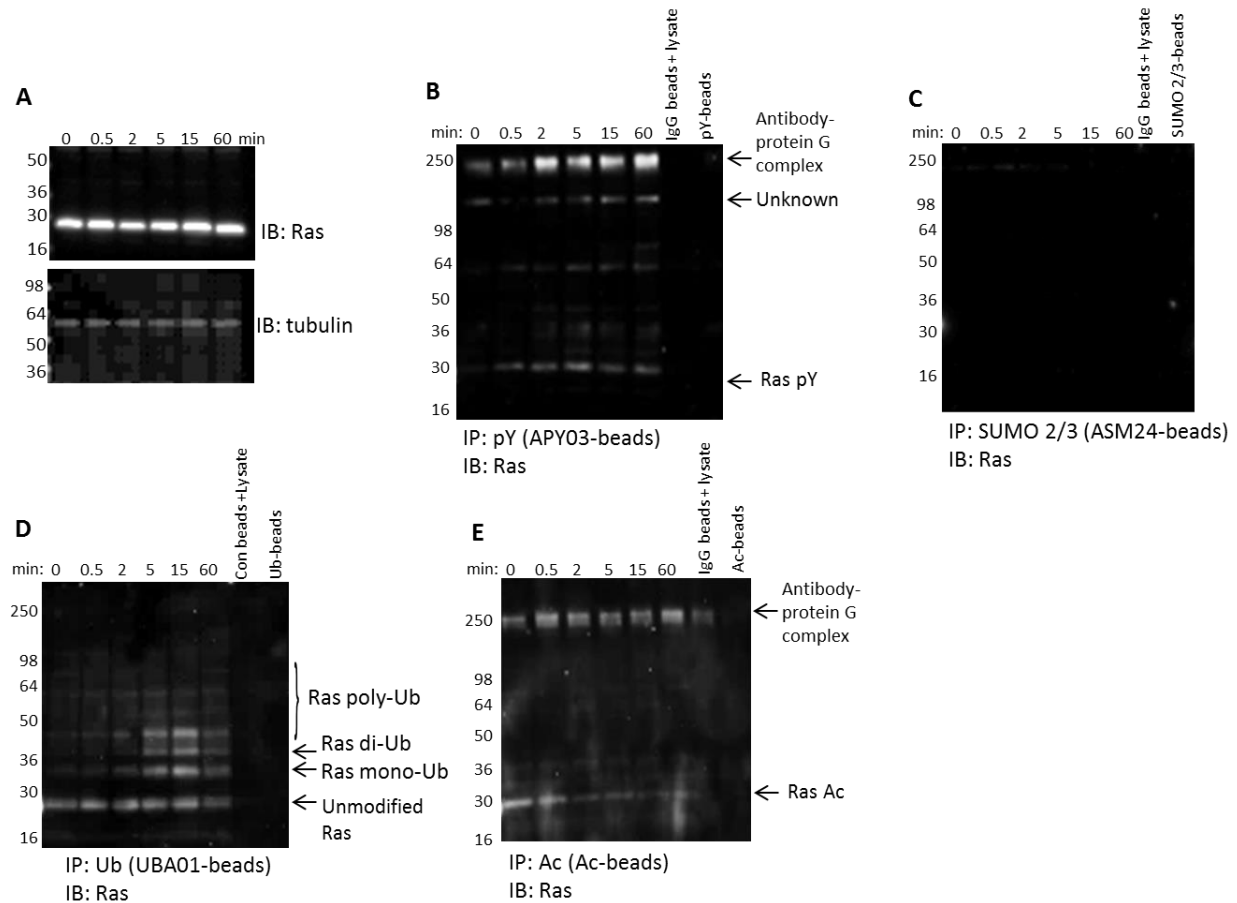 A
0 0.5 2 5 15 60 min
50
36
30
16
IB: Ras
98
64
50
36
IB: tubulin
B
IgG beads + lysate
pY-beads
min: 0 0.5 2 5 15 60
250
98
64
50
36
30
16
Antibody-
protein G
complex
Unknown
Ras pY
IP: pY (APY03-beads)
IB: Ras
C
IgG beads + lysate
SUMO 2/3-beads
min: 0 0.5 2 5 15 60
250
98
64
50
36
30
16
IP: SUMO 2/3 (ASM24-beads)
IB: Ras
D
Con beads +Lysate
Ub-beads
min: 0 0.5 2 5 15 60
250
98
64
50
36
30
16
Ras poly-Ub
Ras di-Ub
Ras mono-Ub
Unmodified
Ras
IP: Ub (UBA01-beads)
IB: Ras
E
IgG beads + lysate
Ac-beads
min: 0 0.5 2 5 15 60
250
98
64
50
36
30
16
Antibody-
protein G
complex
Ras Ac
IP: Ac (Ac-beads)
IB: Ras